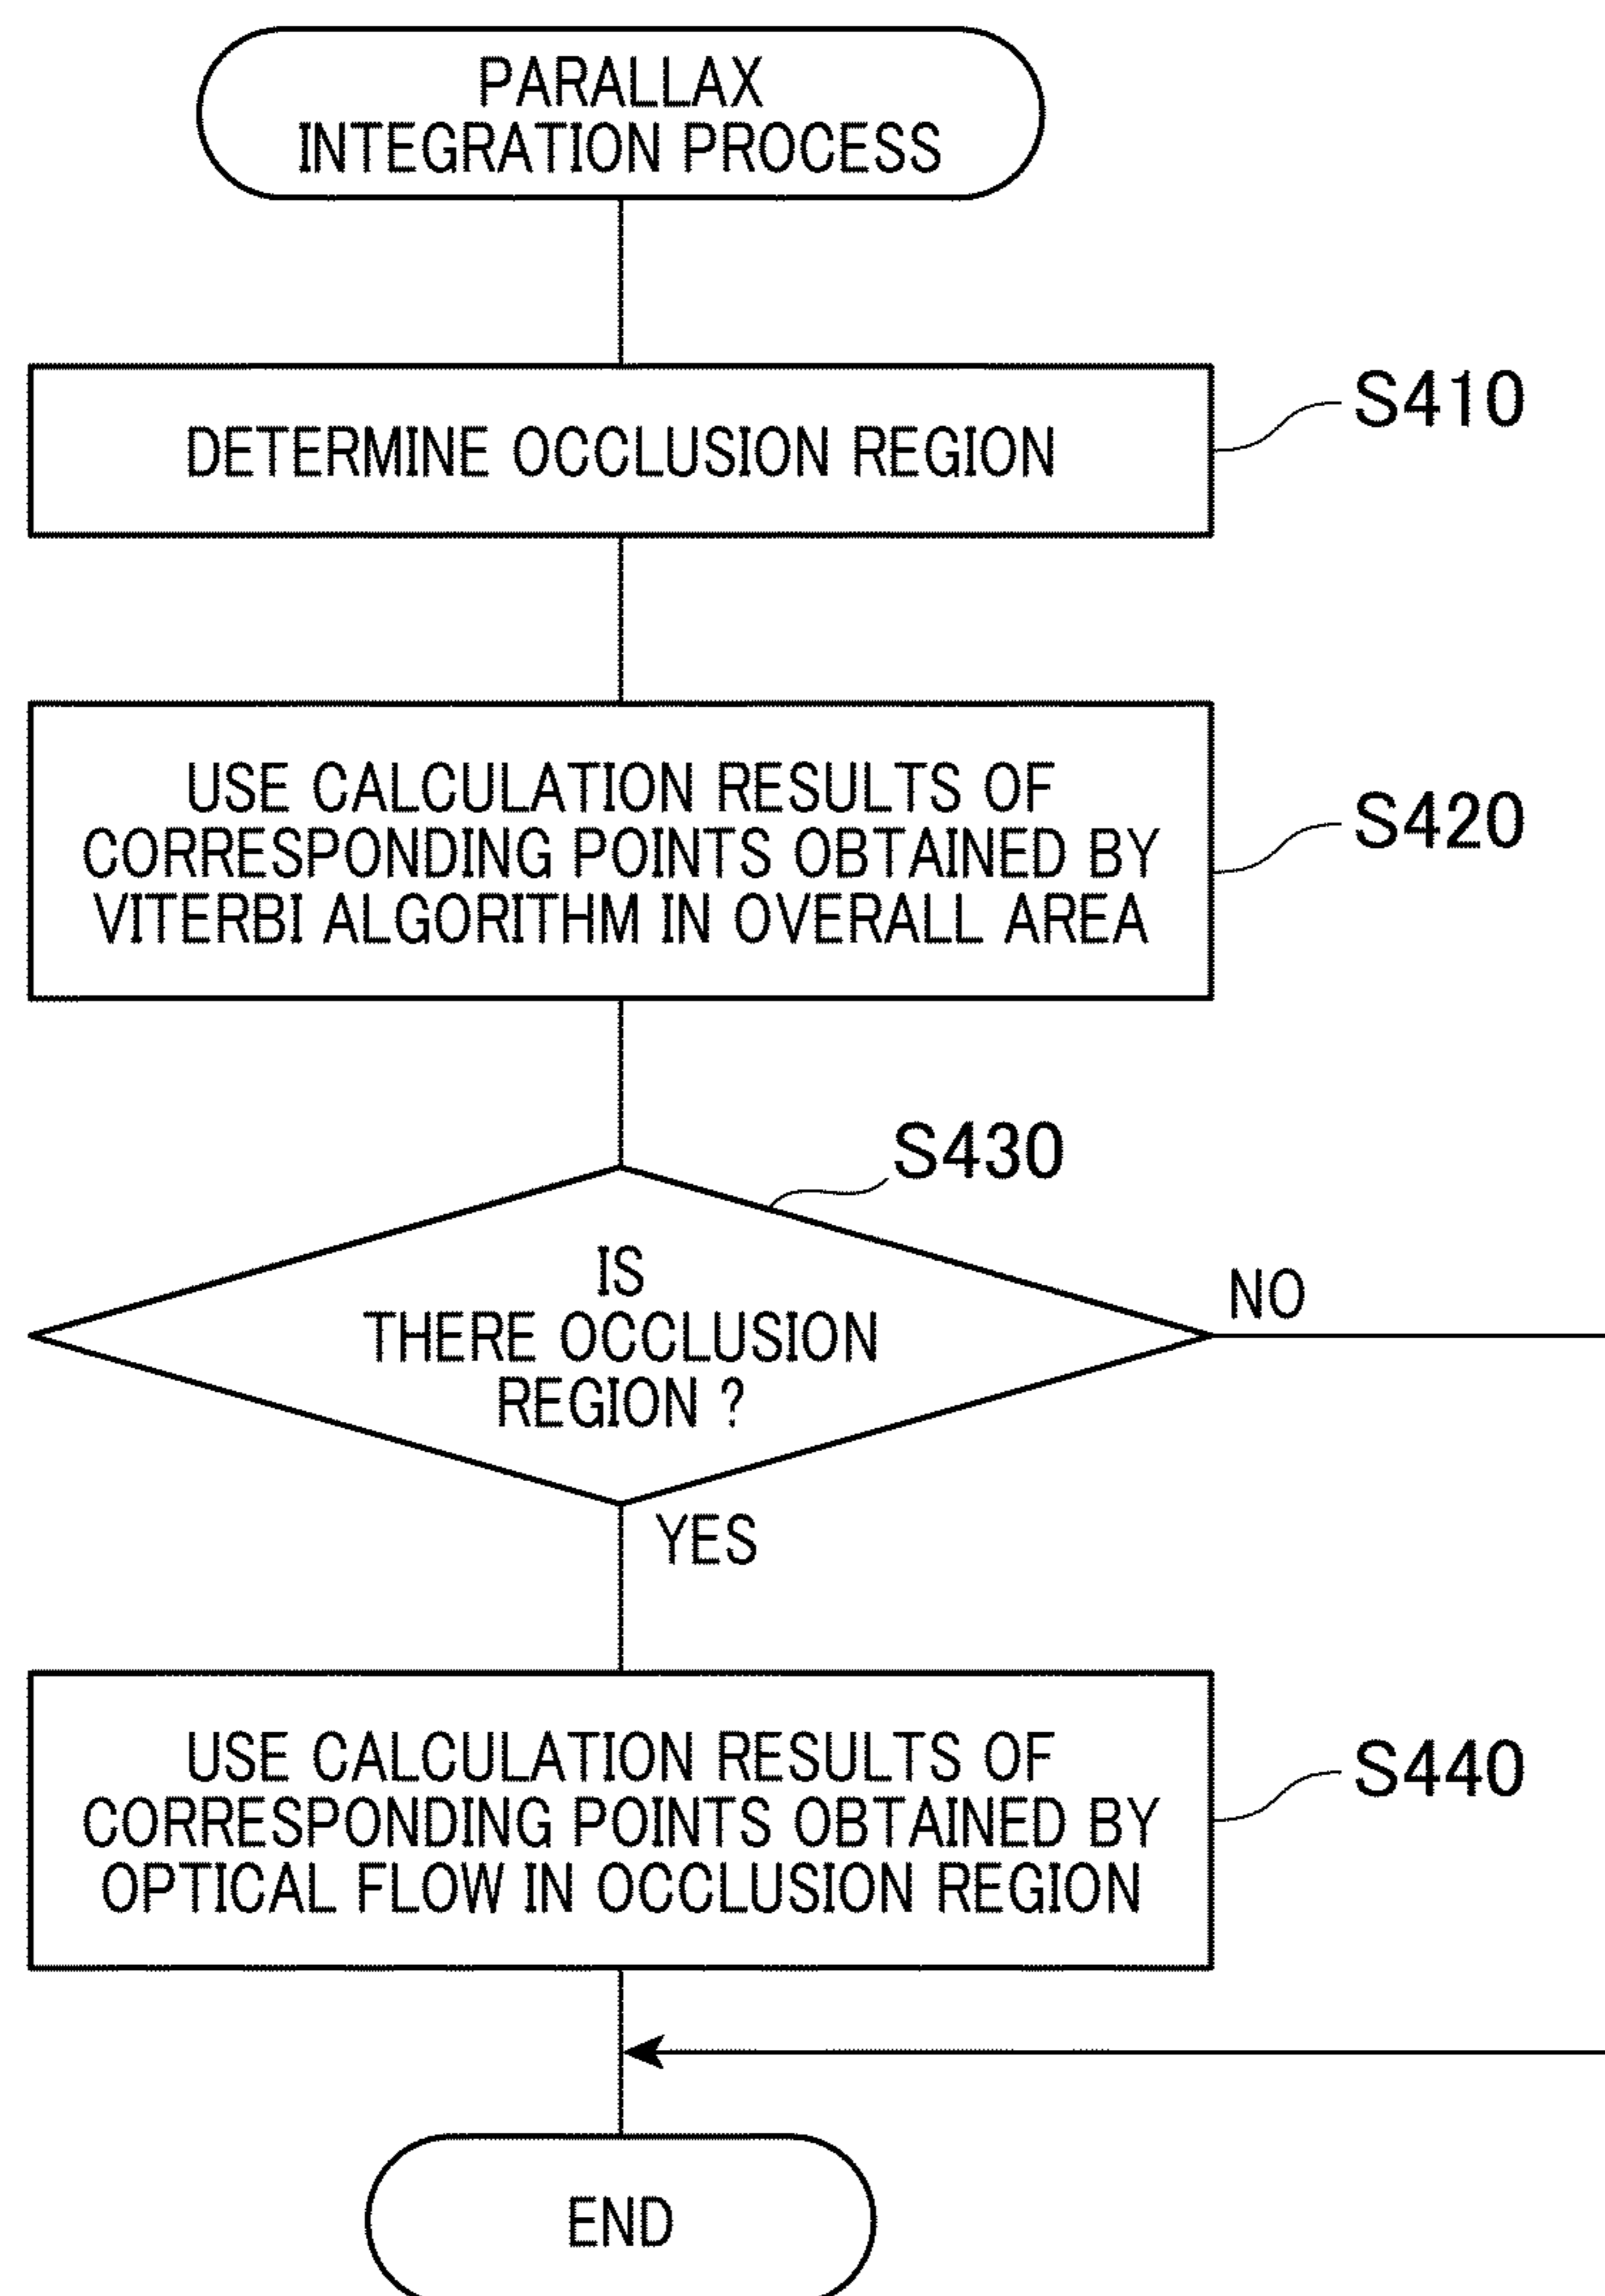 PARALLAX
INTEGRATION PROCESS
DETERMINE OCCLUSION REGION
S410
USE CALCULATION RESULTS OF
CORRESPONDING POINTS OBTAINED BY
VITERBI ALGORITHM IN OVERALL AREA
S420
S430
IS
THERE OCCLUSION
REGION ?
NO
YES
USE CALCULATION RESULTS OF
CORRESPONDING POINTS OBTAINED BY
OPTICAL FLOW IN OCCLUSION REGION
S440
END